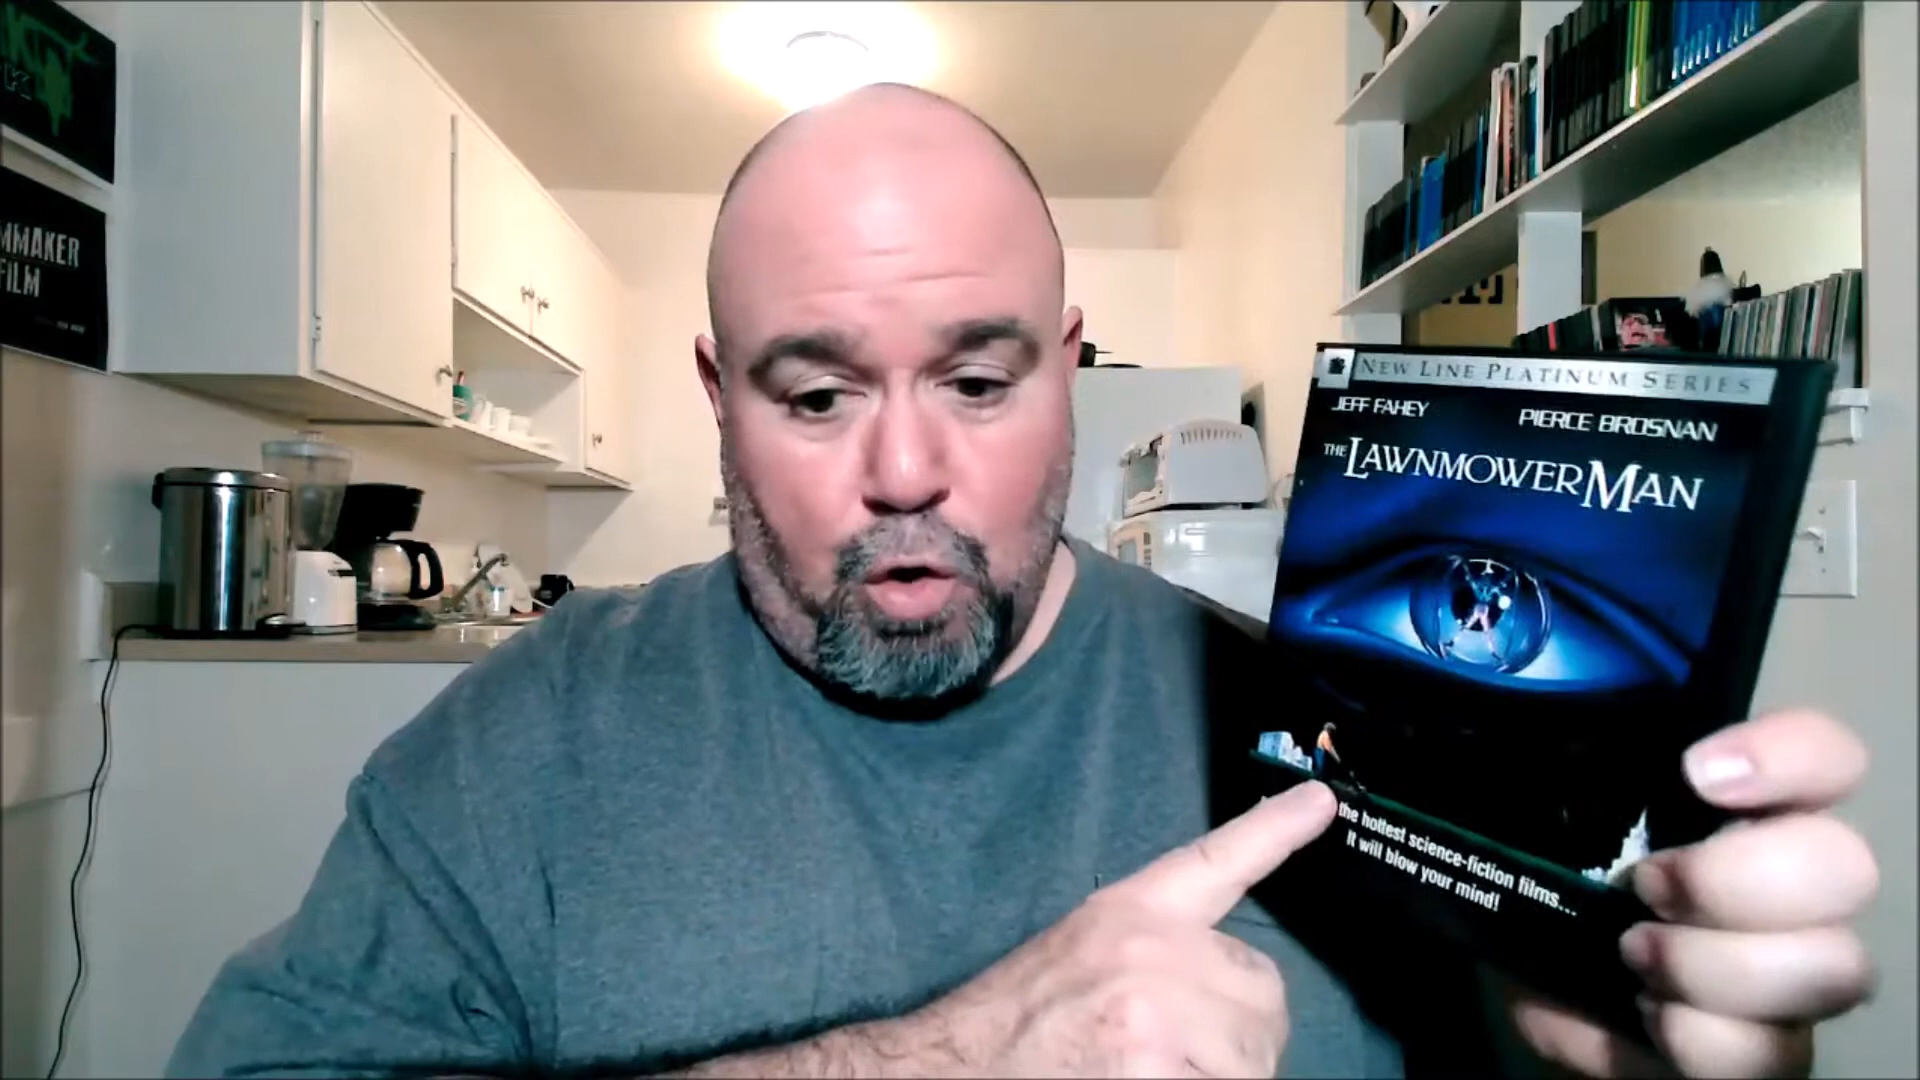 MMAKER
FILM
NEW LINE PLATINUM SERIES
JEFF FAHEY PIERCE BROSNAN
THE LAWNMOWER MAN
the hottest science-fiction films...
It will blow your mind!